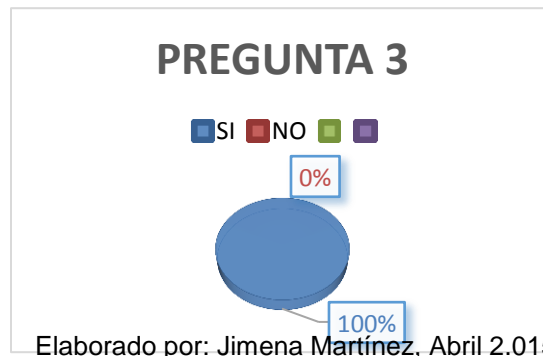 PREGUNTA 3
SI NO
0%
100%
Elaborado por: Jimena Martínez, Abril